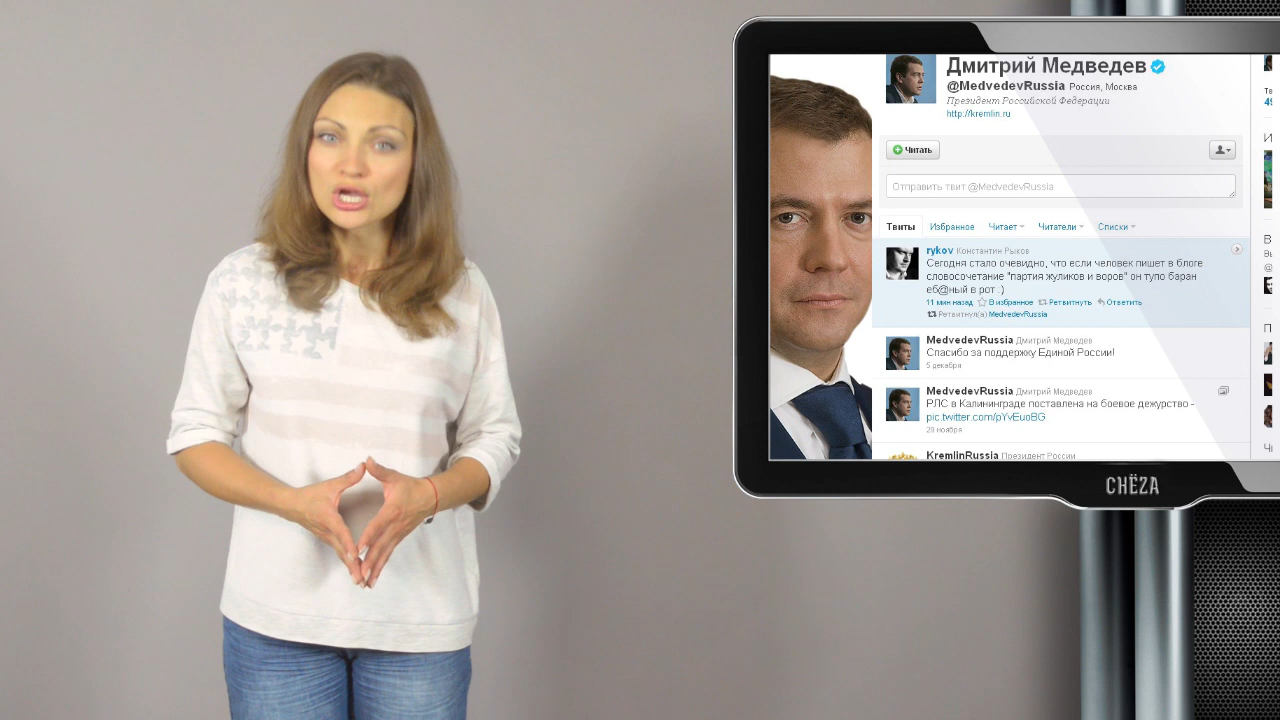 Дмитрий Медведев
@MedvedevRussia Россия, Москва
Президент Российской Федерации
http://kremlin.ru
Читать
Отправить твит @MedvedevRussia
Твиты Избранное Читает Читатели Списки
rykov Константин Рыков
Сегодня стало очевидно, что если человек пишет в блоге
словосочетание "партия жуликов и воров" он тупо баран
еб@ный в рот :)
11 мин назад В избранное Ретвитнуть Ответить
Ретвитнул(а) MedvedevRussia
MedvedevRussia Дмитрий Медведев
Спасибо за поддержку Единой России!
5 декабря
MedvedevRussia Дмитрий Медведев
РЛС в Калининграде поставлена на боевое дежурство -
pic.twitter.com/pYvEuoBG
29 ноября
KremlinRussia Президент России
CHЁZA